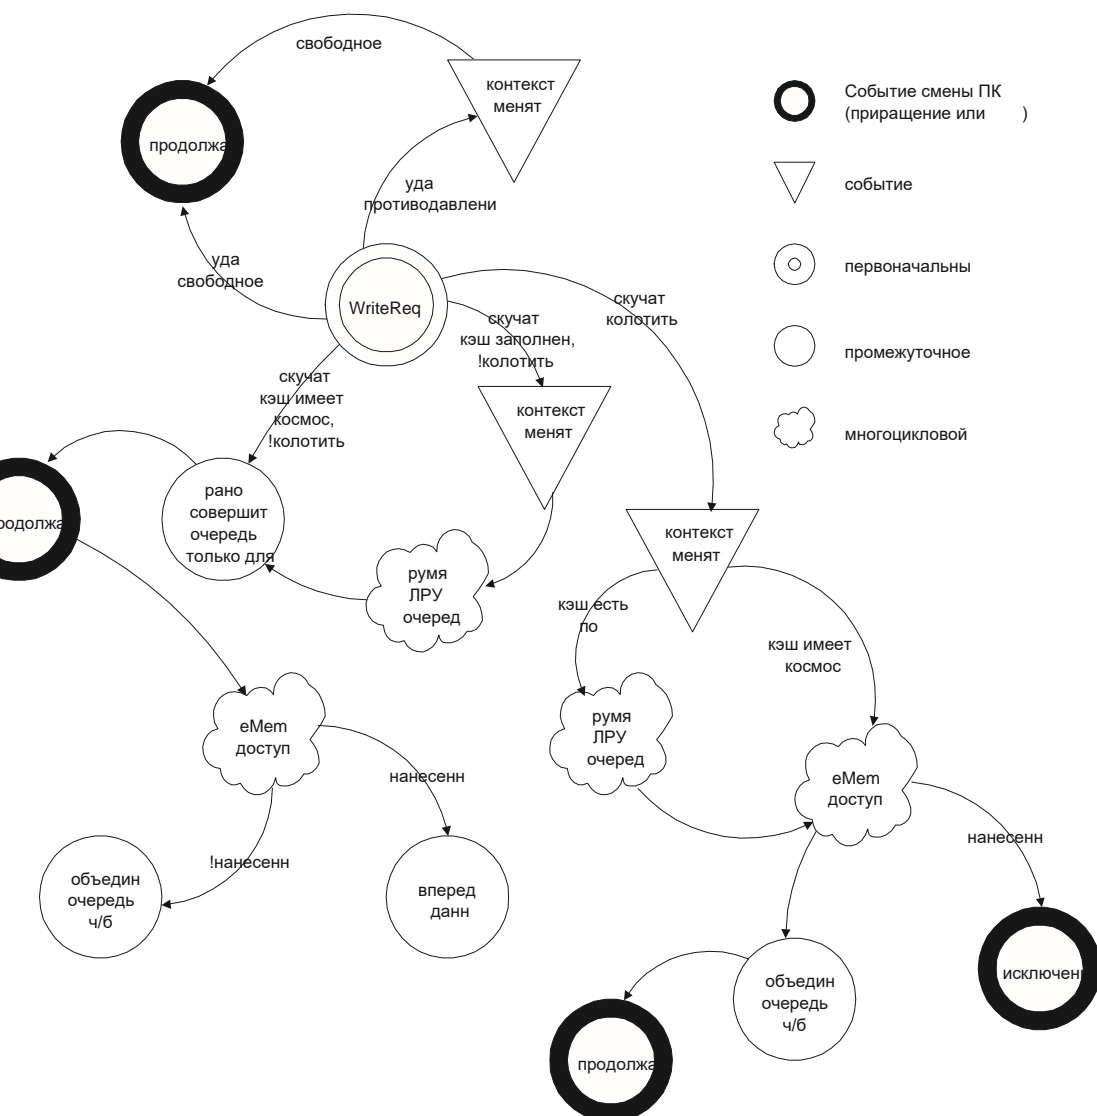 свободное
контекст
менят
продолжа
уда
противодавлени
уда
свободное
WriteReq
скучат
колотить
скучат
кэш заполнен,
!колотить
скучат
кэш имеет
космос,
!колотить
контекст
менят
родолжа
рано
совершит
очередь
только для
румя
ЛРУ
очеред
контекст
менят
кэш есть
по
кэш имеет
космос
eMem
доступ
нанесенн
!нанесенн
объедин
очередь
ч/б
вперед
данн
румя
ЛРУ
очеред
eMem
доступ
нанесенн
объедин
очередь
ч/б
исключени
продолжа
Событие смены ПК
(приращение или )
событие
первоначальны
промежуточное
многоцикловой